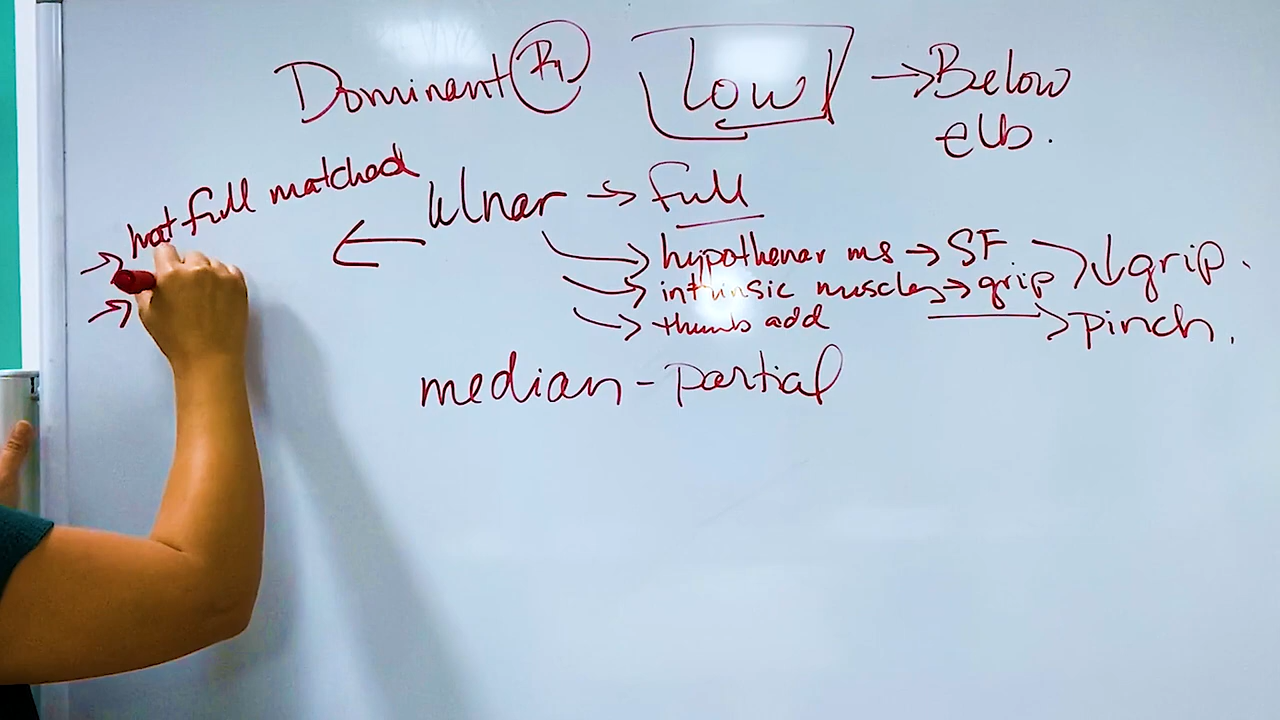 Dominant Rt Low → Below
elb.
not full matched
Ulnar → full
→ hypothenar ms → SF
→ intrinsic muscles → grip
→ thumb add
↓grip.
pinch.
median - partial